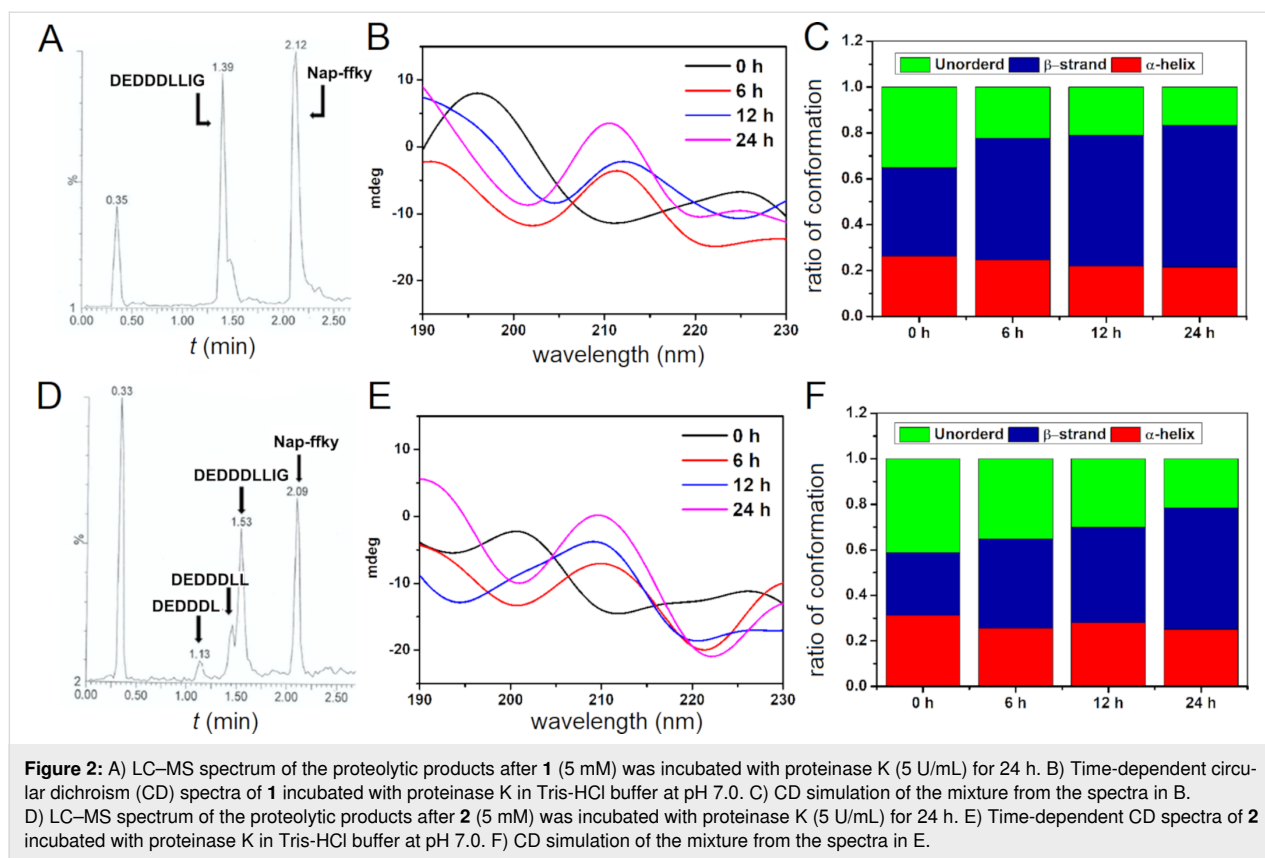 A
B
C
DEDDDLLIG
1.39
2.12
Nap-ffky
0.35
%
1
0.00 0.50 1.00 1.50 2.00 2.50
t (min)
10
0
-10
-20
mdeg
0 h
6 h
12 h
24 h
190 200 210 220 230
wavelength (nm)
1.2
1.0
0.8
0.6
0.4
0.2
0.0
ratio of conformation
Unorderd β–strand α-helix
0 h 6 h 12 h 24 h
D
E
F
0.33
Nap-ffky
DEDDDLLIG
2.09
1.53
DEDDDLL
DEDDDL
1.13
%
2
0.00 0.50 1.00 1.50 2.00 2.50
t (min)
10
0
-10
-20
mdeg
0 h
6 h
12 h
24 h
190 200 210 220 230
wavelength (nm)
1.2
1.0
0.8
0.6
0.4
0.2
0.0
ratio of conformation
Unorderd β–strand α-helix
0 h 6 h 12 h 24 h
Figure 2: A) LC–MS spectrum of the proteolytic products after 1 (5 mM) was incubated with proteinase K (5 U/mL) for 24 h. B) Time-dependent circu-
lar dichroism (CD) spectra of 1 incubated with proteinase K in Tris-HCl buffer at pH 7.0. C) CD simulation of the mixture from the spectra in B.
D) LC–MS spectrum of the proteolytic products after 2 (5 mM) was incubated with proteinase K (5 U/mL) for 24 h. E) Time-dependent CD spectra of 2
incubated with proteinase K in Tris-HCl buffer at pH 7.0. F) CD simulation of the mixture from the spectra in E.